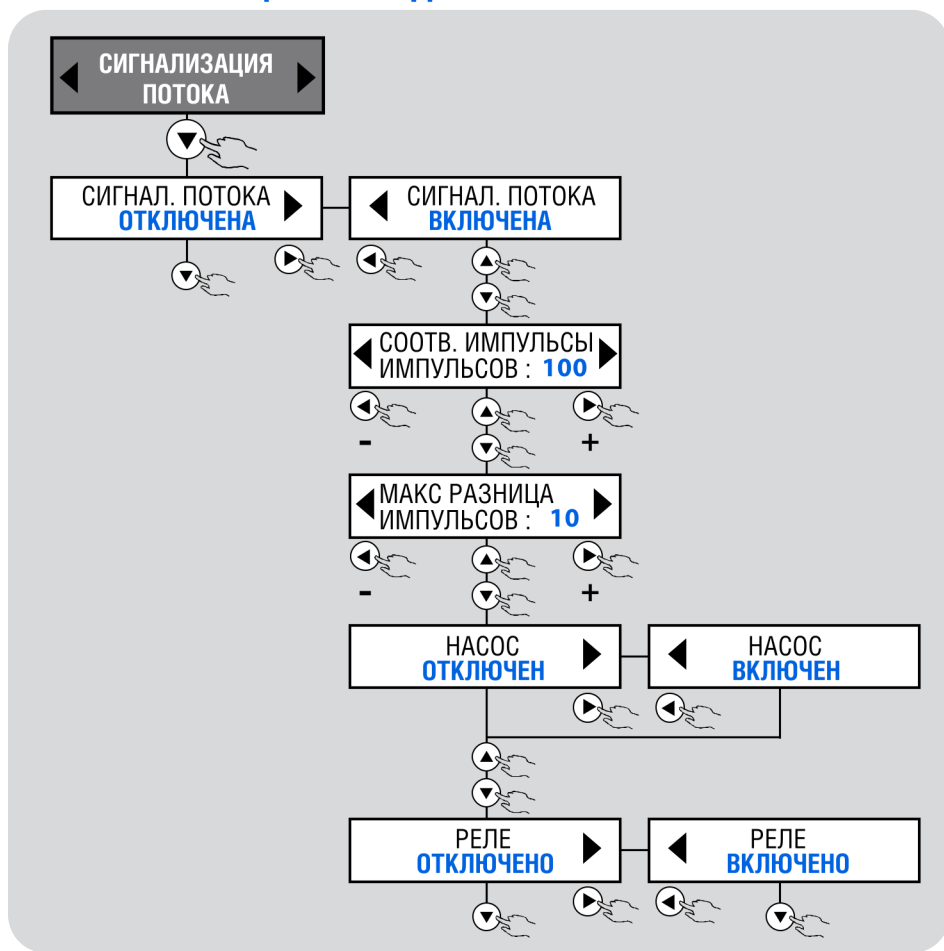 СИГНАЛИЗАЦИЯ
ПОТОКА
СИГНАЛ. ПОТОКА
ОТКЛЮЧЕНА
СИГНАЛ. ПОТОКА
ВКЛЮЧЕНА
СООТВ. ИМПУЛЬСЫ
ИМПУЛЬСОВ : 100
- +
МАКС РАЗНИЦА
ИМПУЛЬСОВ : 10
- +
НАСОС
ОТКЛЮЧЕН
НАСОС
ВКЛЮЧЕН
РЕЛЕ
ОТКЛЮЧЕНО
РЕЛЕ
ВКЛЮЧЕНО